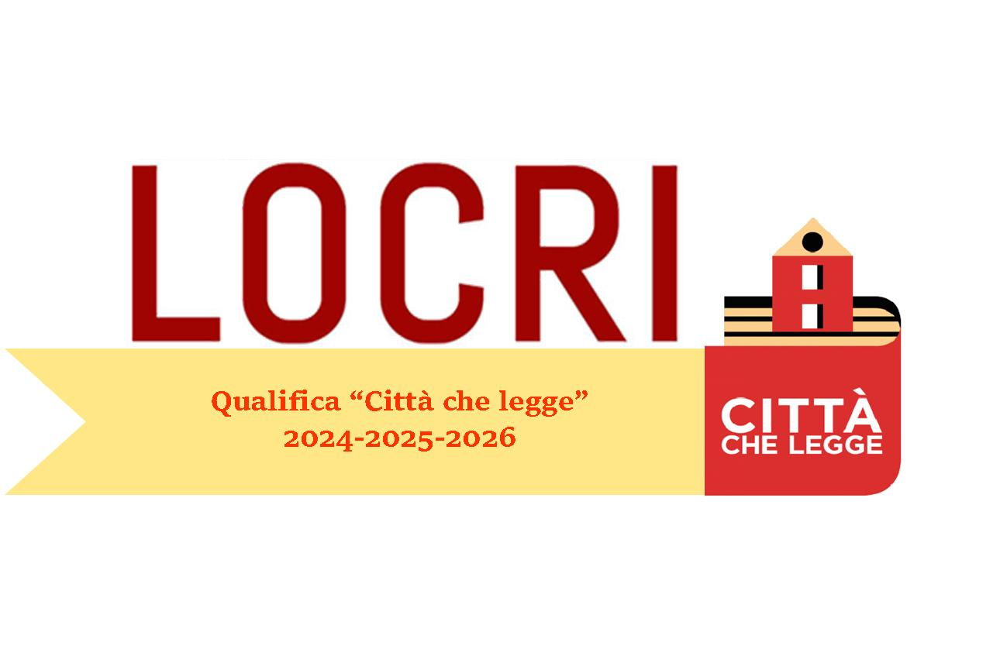 LOCRI
Qualifica “Città che legge”
2024-2025-2026
CITTÀ
CHE LEGGE